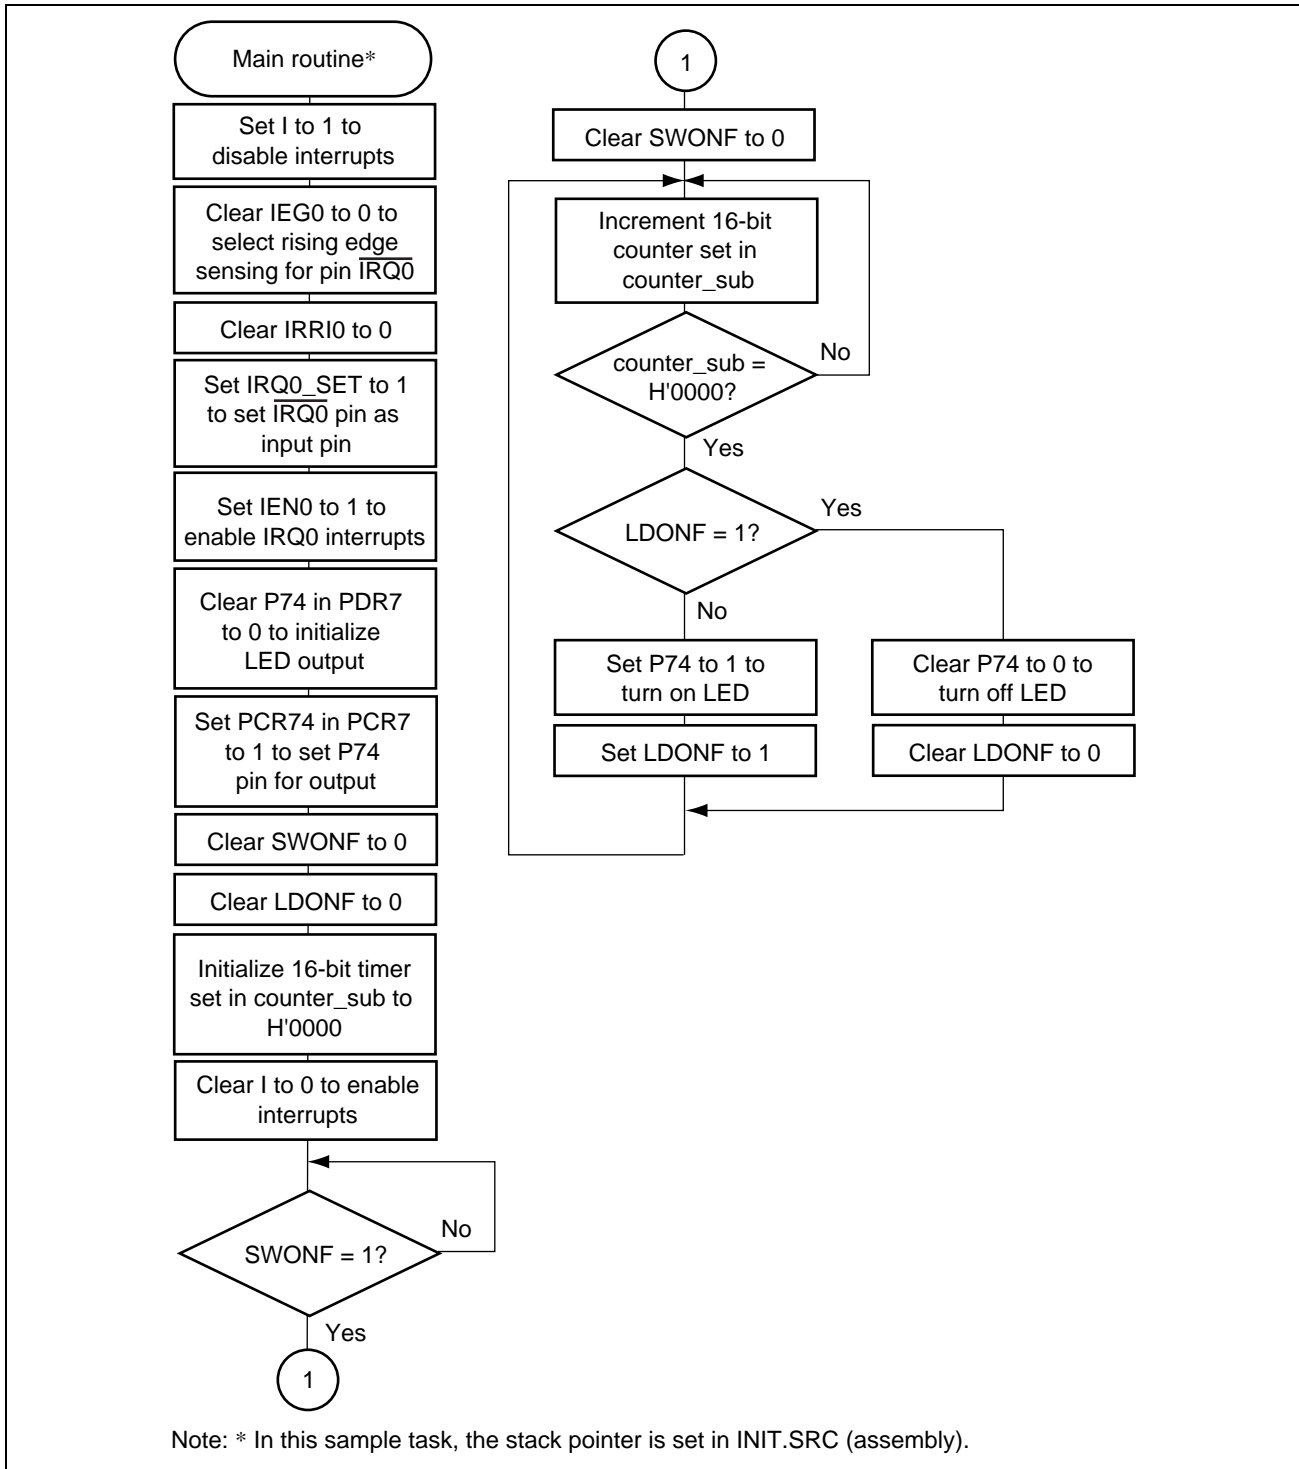 Main routine*
Set I to 1 to
disable interrupts
Clear IEG0 to 0 to
select rising edge
sensing for pin I̅R̅Q̅0̅
Clear IRRI0 to 0
Set IRQ0_SET to 1
to set I̅R̅Q̅0̅ pin as
input pin
Set IEN0 to 1 to
enable IRQ0 interrupts
Clear P74 in PDR7
to 0 to initialize
LED output
Set PCR74 in PCR7
to 1 to set P74
pin for output
Clear SWONF to 0
Clear LDONF to 0
Initialize 16-bit timer
set in counter_sub to
H'0000
Clear I to 0 to enable
interrupts
No
SWONF = 1?
Yes
1
1
Clear SWONF to 0
Increment 16-bit
counter set in
counter_sub
No
counter_sub =
H'0000?
Yes
Yes
LDONF = 1?
No
Set P74 to 1 to
turn on LED
Set LDONF to 1
Clear P74 to 0 to
turn off LED
Clear LDONF to 0
Note: * In this sample task, the stack pointer is set in INIT.SRC (assembly).